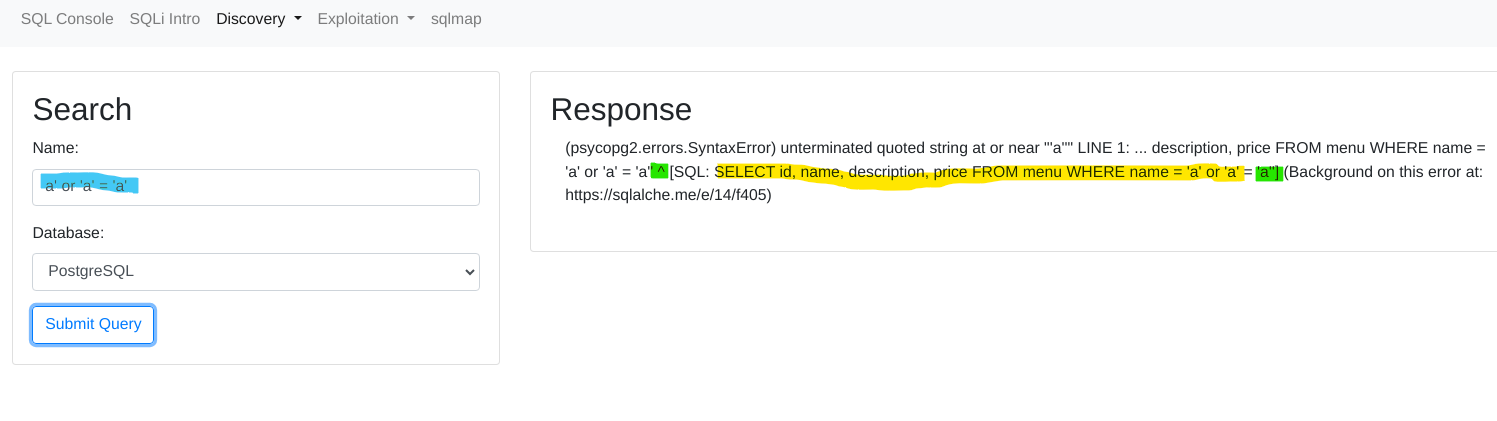 SQL Console SQLi Intro Discovery Exploitation sqlmap
Search
Name:
a' or 'a' = 'a'
Database:
PostgreSQL
Submit Query
Response
(psycopg2.errors.SyntaxError) unterminated quoted string at or near "'a''" LINE 1: ... description, price FROM menu WHERE name =
'a' or 'a' = 'a'' ^ [SQL: SELECT id, name, description, price FROM menu WHERE name = 'a' or 'a' = 'a''] (Background on this error at:
https://sqlalche.me/e/14/f405)